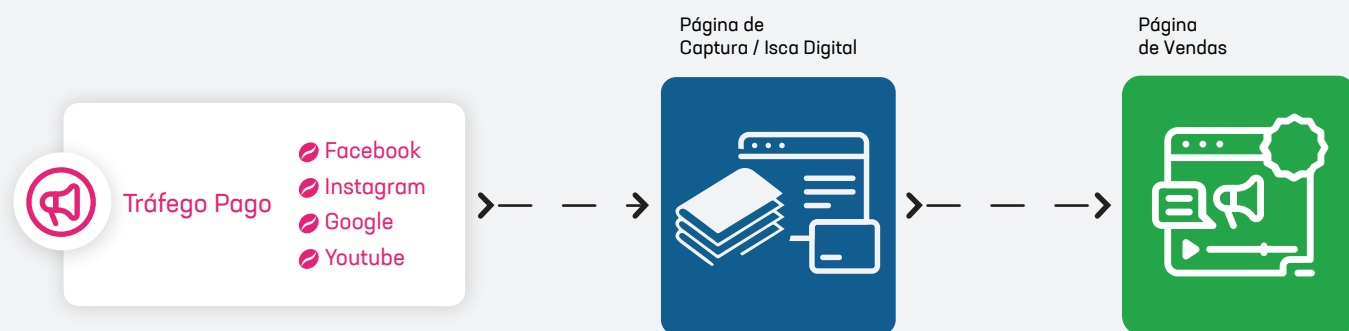 Página de
Captura / Isca Digital
Página
de Vendas
Tráfego Pago
Facebook
Instagram
Google
Youtube